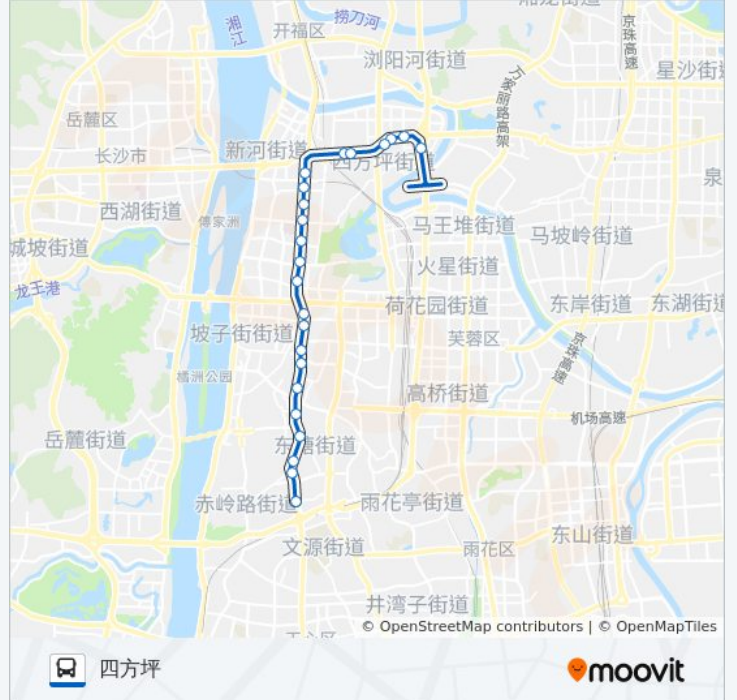 湘江
捞刀河
开福区
京珠高速
浏阳河街道
万家丽路高架
星沙街道
岳麓区
新河街道
长沙市
四方坪街道
泉
西湖街道
傅家洲
马王堆街道
马坡岭街道
城坡街道
火星街道
龙王港
荷花园街道
东岸街道
东湖街道
坡子街街道
芙蓉区
京珠高速
橘洲公园
高桥街道
机场高速
岳麓街道
东塘街道
赤岭路街道
雨花亭街道
文源街道
雨花区
东山街道
井湾子街道
© OpenStreetMap contributors | © OpenMapTiles
四方坪
moovit